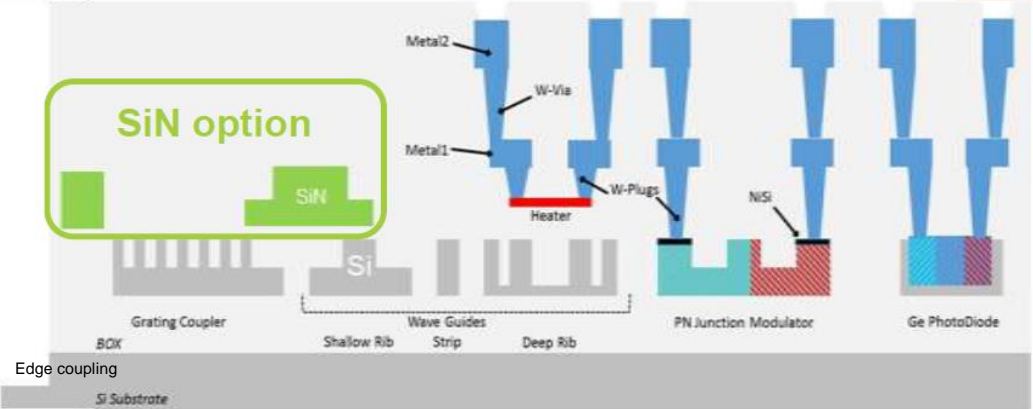 Metal2
SiN option
W-Via
Metal1
SiN
W-Plugs
NiSi
Heater
Si
Grating Coupler
Wave Guides
PN Junction Modulator
Ge PhotoDiode
BOX
Shallow Rib
Strip
Deep Rib
Edge coupling
Si Substrate